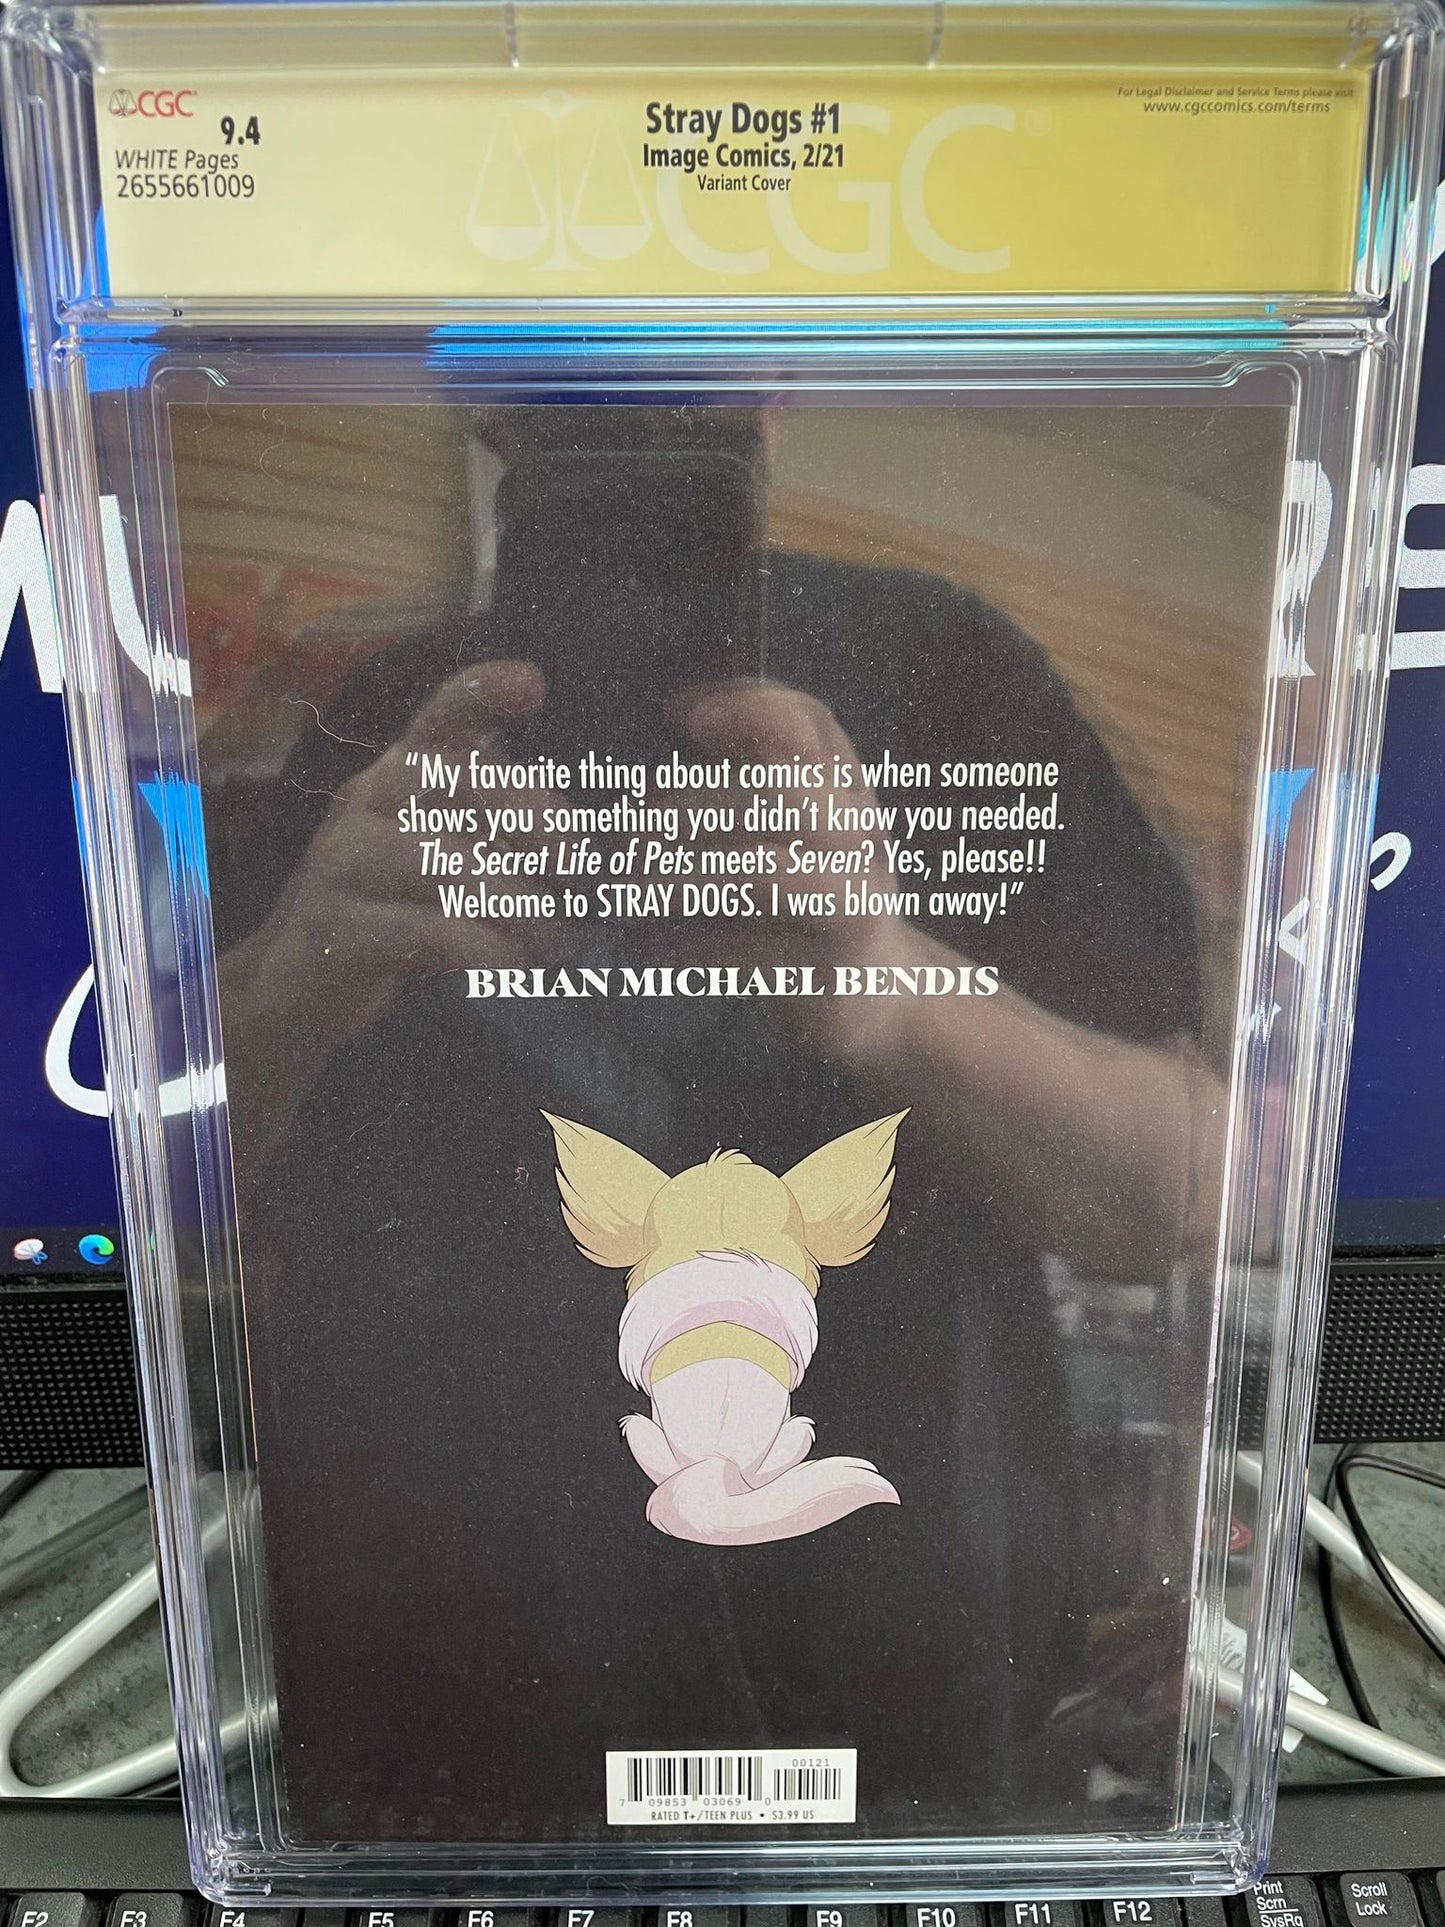 CGC
9.4
WHITE Pages
2655661009
Stray Dogs #1
Image Comics, 2/21
Variant Cover
For Legal Disclaimer and Service Terms please visit
www.cgccomics.com/terms
CGC
“My favorite thing about comics is when someone
shows you something you didn’t know you needed.
The Secret Life of Pets meets Seven? Yes, please!!
Welcome to STRAY DOGS. I was blown away!”
BRIAN MICHAEL BENDIS
00121
7 09853 03069 0
RATED T+/TEEN PLUS • $3.99 US
F2 F3 F4 F5 F6 F7 F8 F9 F10 F11 F12 Print Scrn SysRq Scroll Lock